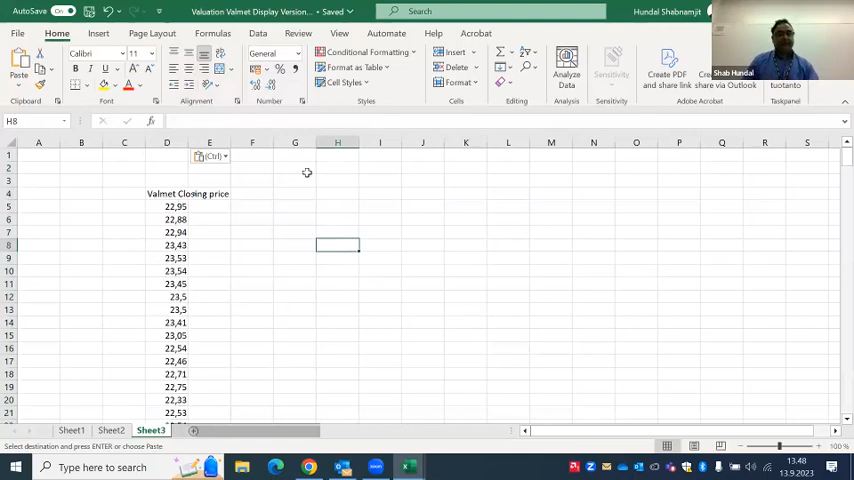 AutoSave On Valuation Valmet Display Version... • Saved Search Hundal Shabnamjit
File Home Insert Page Layout Formulas Data Review View Automate Help Acrobat
Paste Calibri 11 General Conditional Formatting Insert Analyze Data Sensitivity Create PDF and share link
Format as Table Delete share via Outlook
Cell Styles Format tuotanto
Clipboard Font Alignment Number Styles Cells Editing Analysis Sensitivity Adobe Acrobat Taskpanel
Shab Hundal
H8 fx
A B C D E F G H I J K L M N O P Q R S
1 (Ctrl)
2
3
4 Valmet Closing price
5 22,95
6 22,88
7 22,94
8 23,43
9 23,53
10 23,54
11 23,45
12 23,5
13 23,5
14 23,41
15 23,05
16 22,54
17 22,46
18 22,71
19 22,75
20 22,33
21 22,53
Sheet1 Sheet2 Sheet3
Select destination and press ENTER or choose Paste 100 %
Type here to search 13.48
13.9.2023